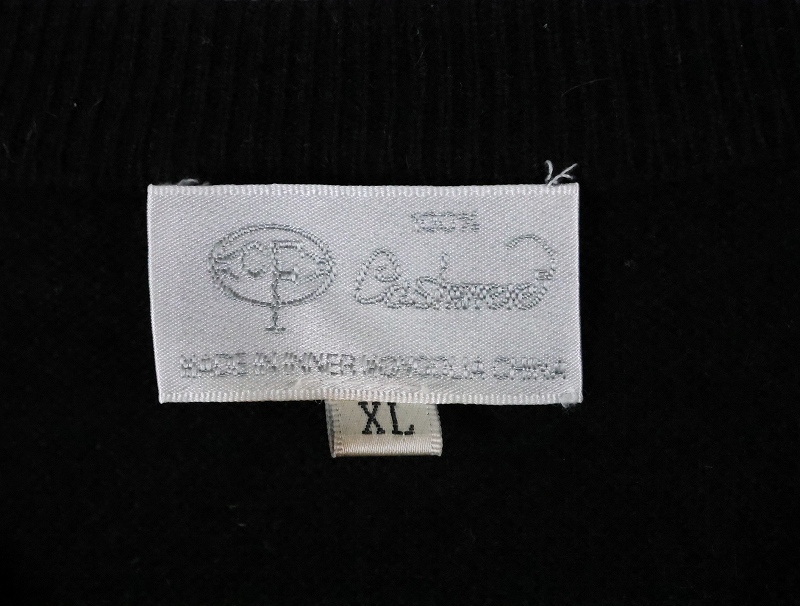 100%
Cashmere
MADE IN INNER MONGOLIA CHINA
XL